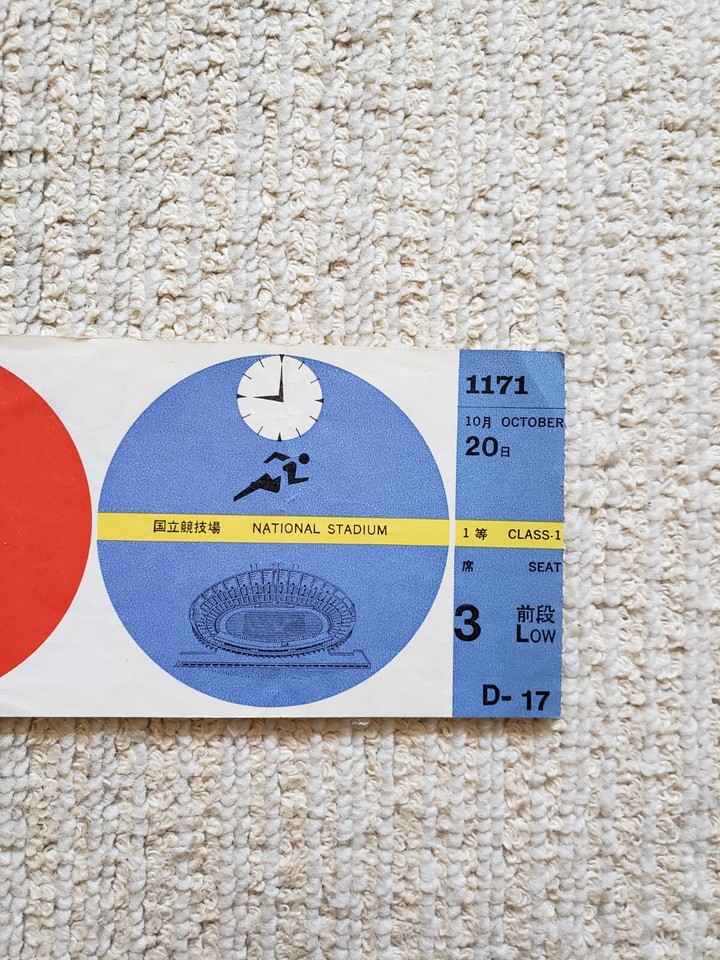 国立競技場 NATIONAL STADIUM
1171
10月 OCTOBER
20日
1等 CLASS-1
席 SEAT
3 前段
LOW
D- 17